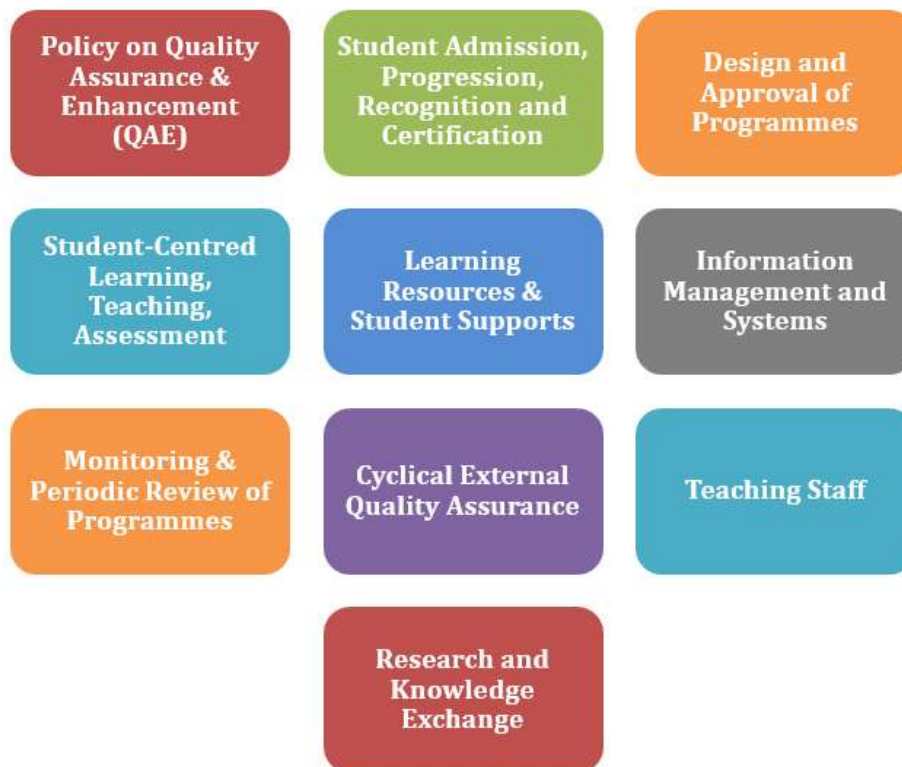 Policy on Quality
Assurance &
Enhancement
(QAE)
Student Admission,
Progression,
Recognition and
Certification
Design and
Approval of
Programmes
Student-Centred
Learning,
Teaching,
Assessment
Learning
Resources &
Student Supports
Information
Management and
Systems
Monitoring &
Periodic Review of
Programmes
Cyclical External
Quality Assurance
Teaching Staff
Research and
Knowledge
Exchange